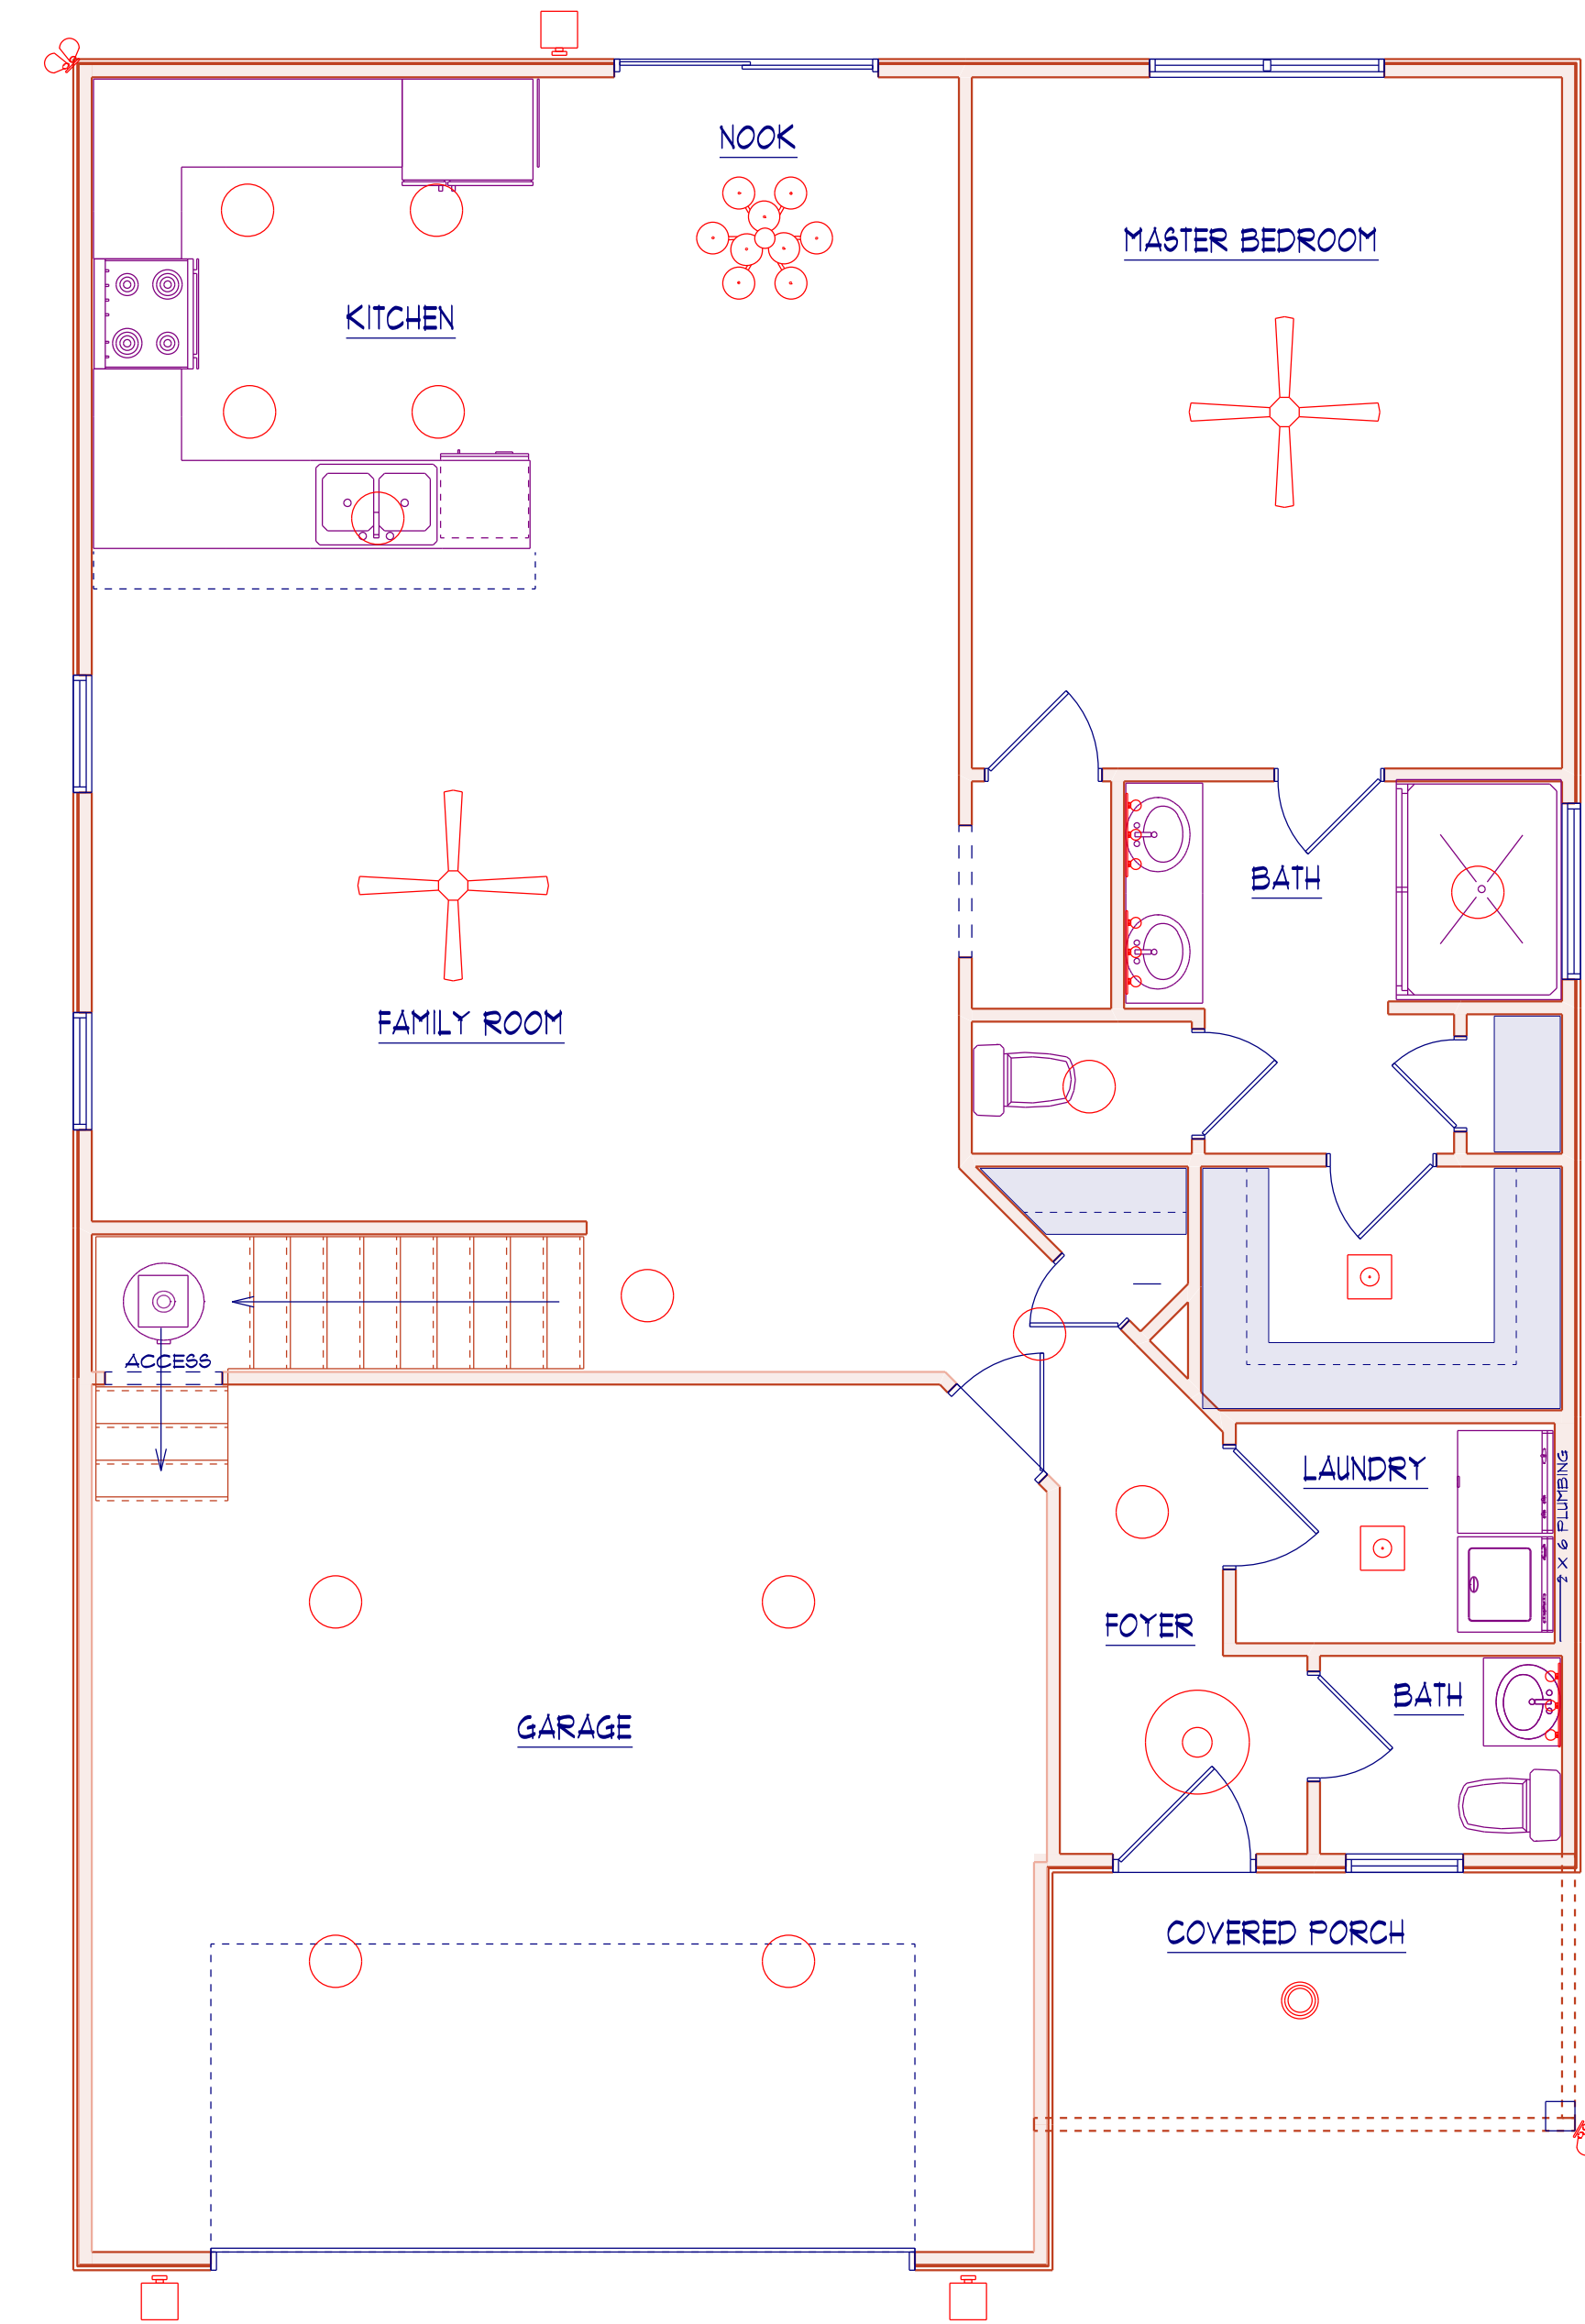 NOOK
MASTER BEDROOM
KITCHEN
BATH
FAMILY ROOM
ACCESS
LAUNDRY
2 X 6 PLUMBING
FOYER
BATH
GARAGE
COVERED PORCH